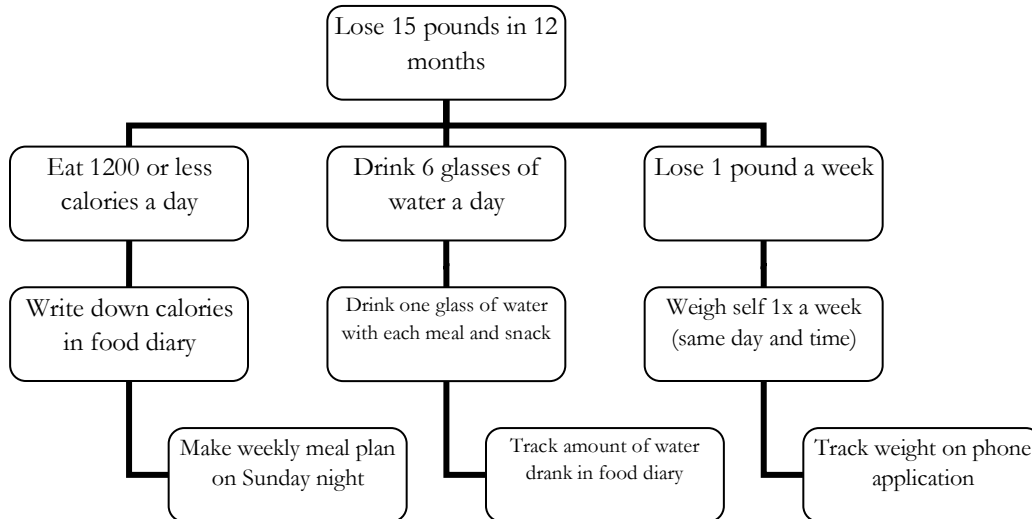 Lose 15 pounds in 12
months
Eat 1200 or less
calories a day
Drink 6 glasses of
water a day
Lose 1 pound a week
Write down calories
in food diary
Drink one glass of water
with each meal and snack
Weigh self 1x a week
(same day and time)
Make weekly meal plan
on Sunday night
Track amount of water
drank in food diary
Track weight on phone
application